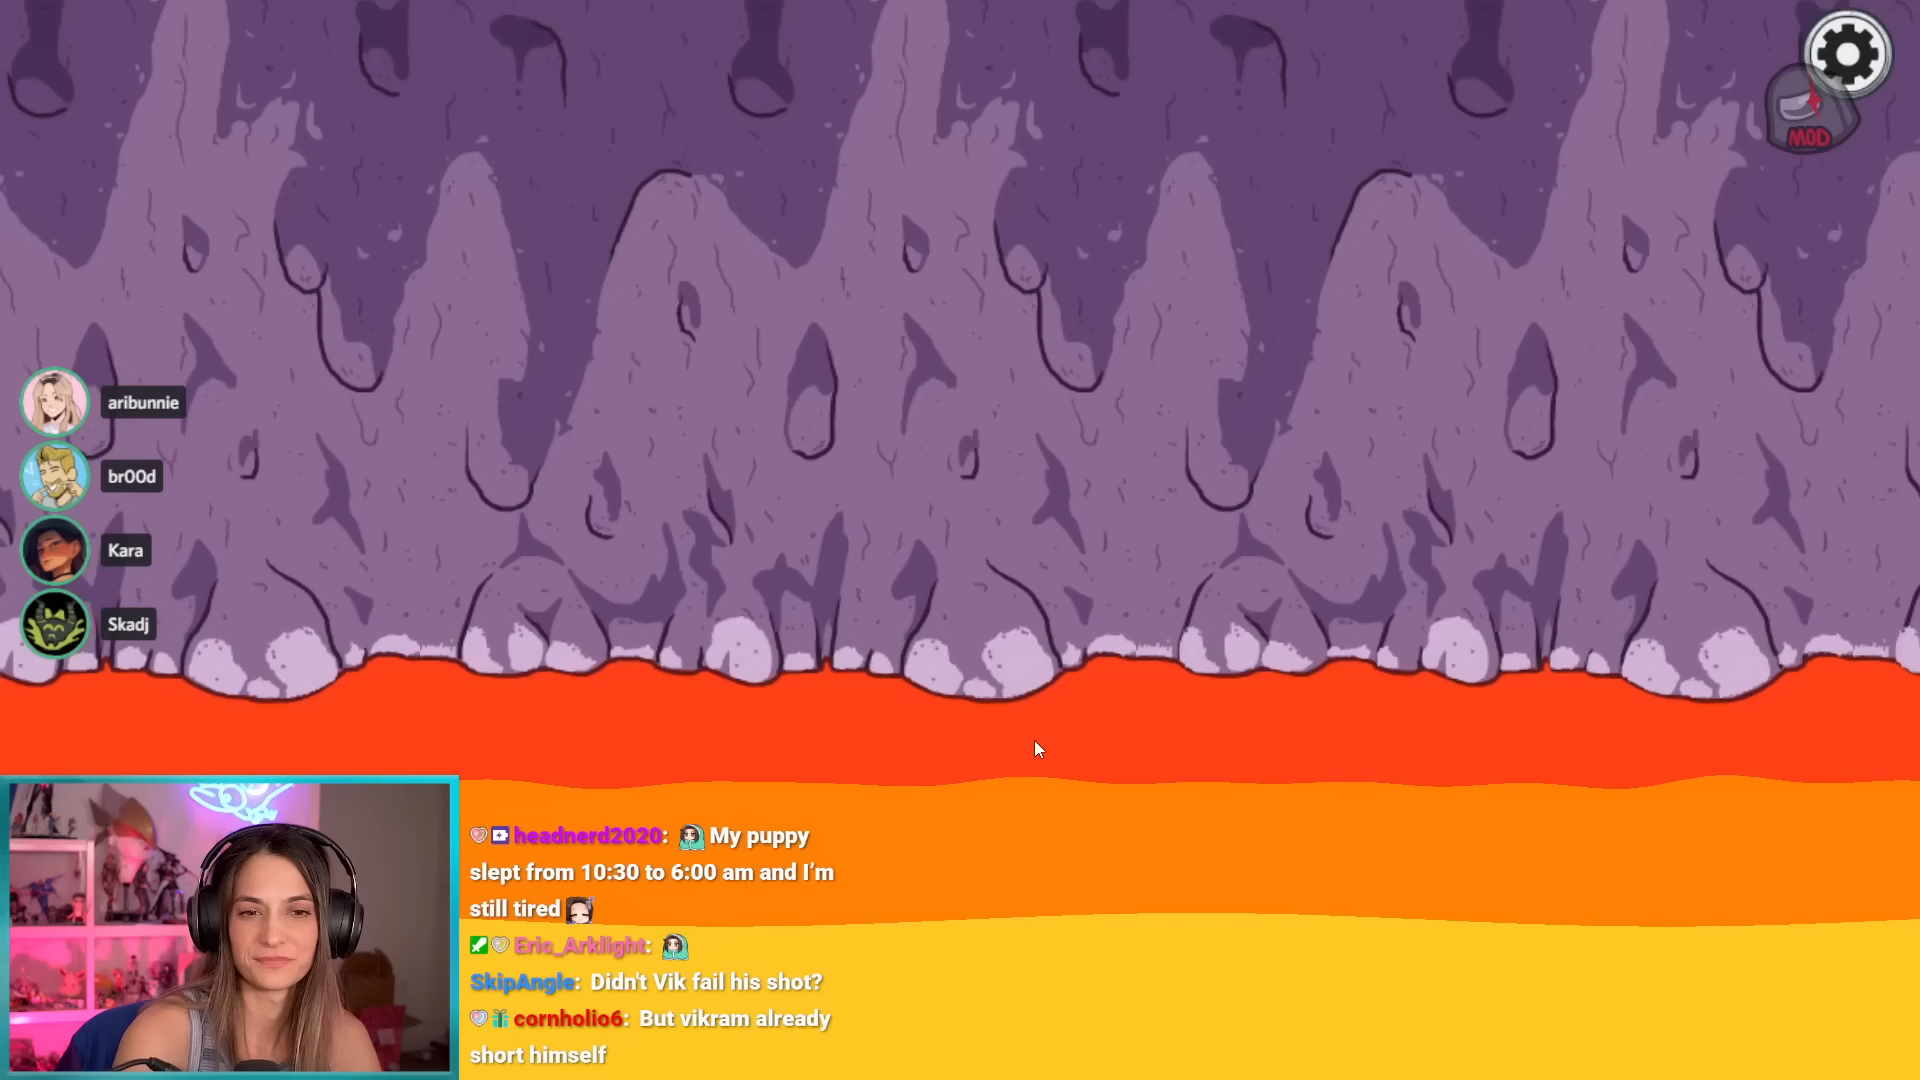 MOD
aribunnie
br00d
Kara
Skadj
headnerd2020: My puppy
slept from 10:30 to 6:00 am and I'm
still tired
Eric_Arklight:
SkipAngle: Didn't Vik fail his shot?
cornholio6: But vikram already
short himself